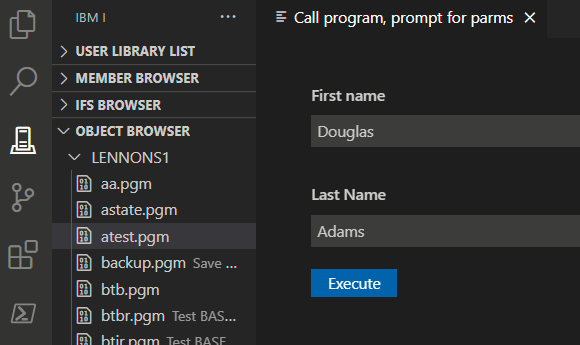 IBM I
···
Call program, prompt for parms
USER LIBRARY LIST
MEMBER BROWSER
IFS BROWSER
OBJECT BROWSER
LENNONS1
aa.pgm
astate.pgm
atest.pgm
backup.pgm Save ...
btb.pgm
btbr.pgm Test BAS...
btir.pgm Test BASE
First name
Douglas
Last Name
Adams
Execute